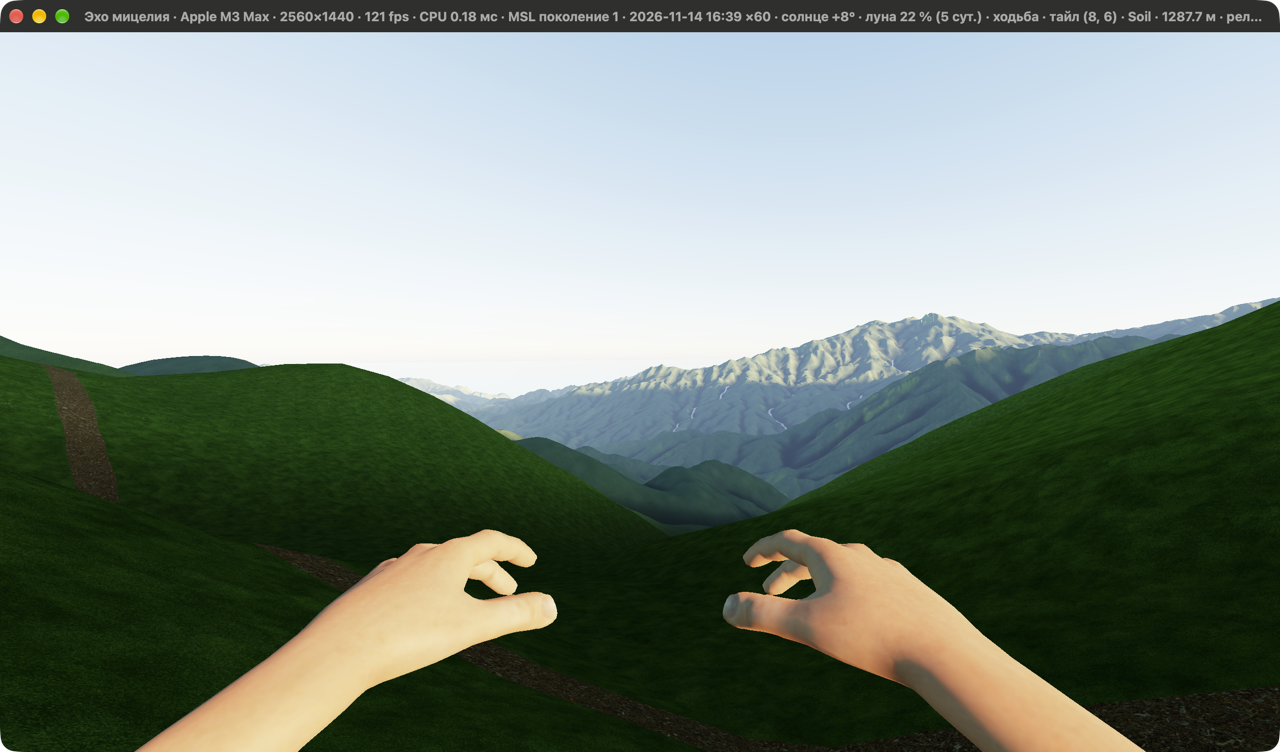 Эхо мицелия · Apple M3 Max · 2560×1440 · 121 fps · CPU 0.18 мс · MSL поколение 1 · 2026-11-14 16:39 ×60 · солнце +8° · луна 22 % (5 сут.) · ходьба · тайл (8, 6) · Soil · 1287.7 м · рел...